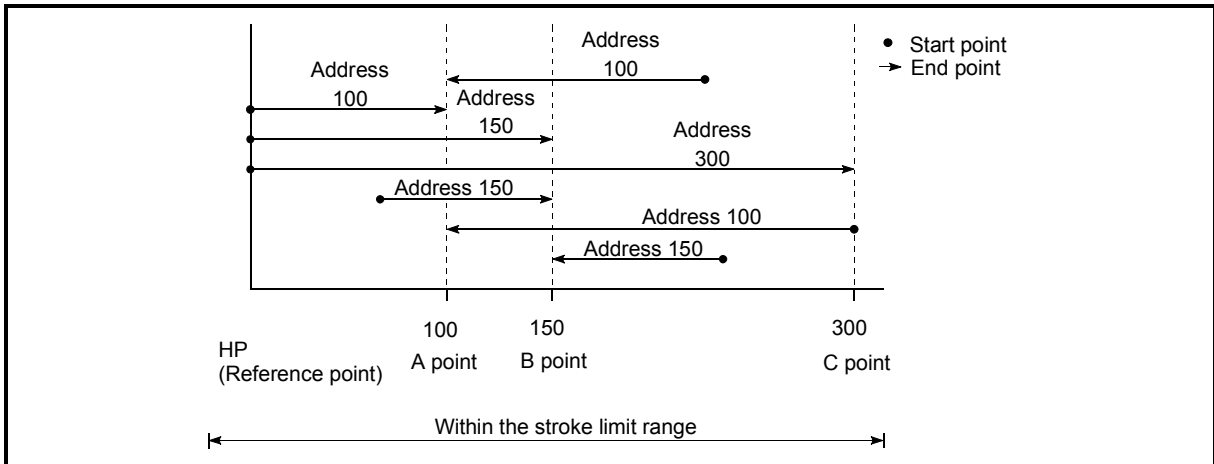 Address
100
Start point
End point
Address
100
Address
150
Address
300
Address 150
Address 100
Address 150
100
150
300
HP
(Reference point)
A point
B point
C point
Within the stroke limit range